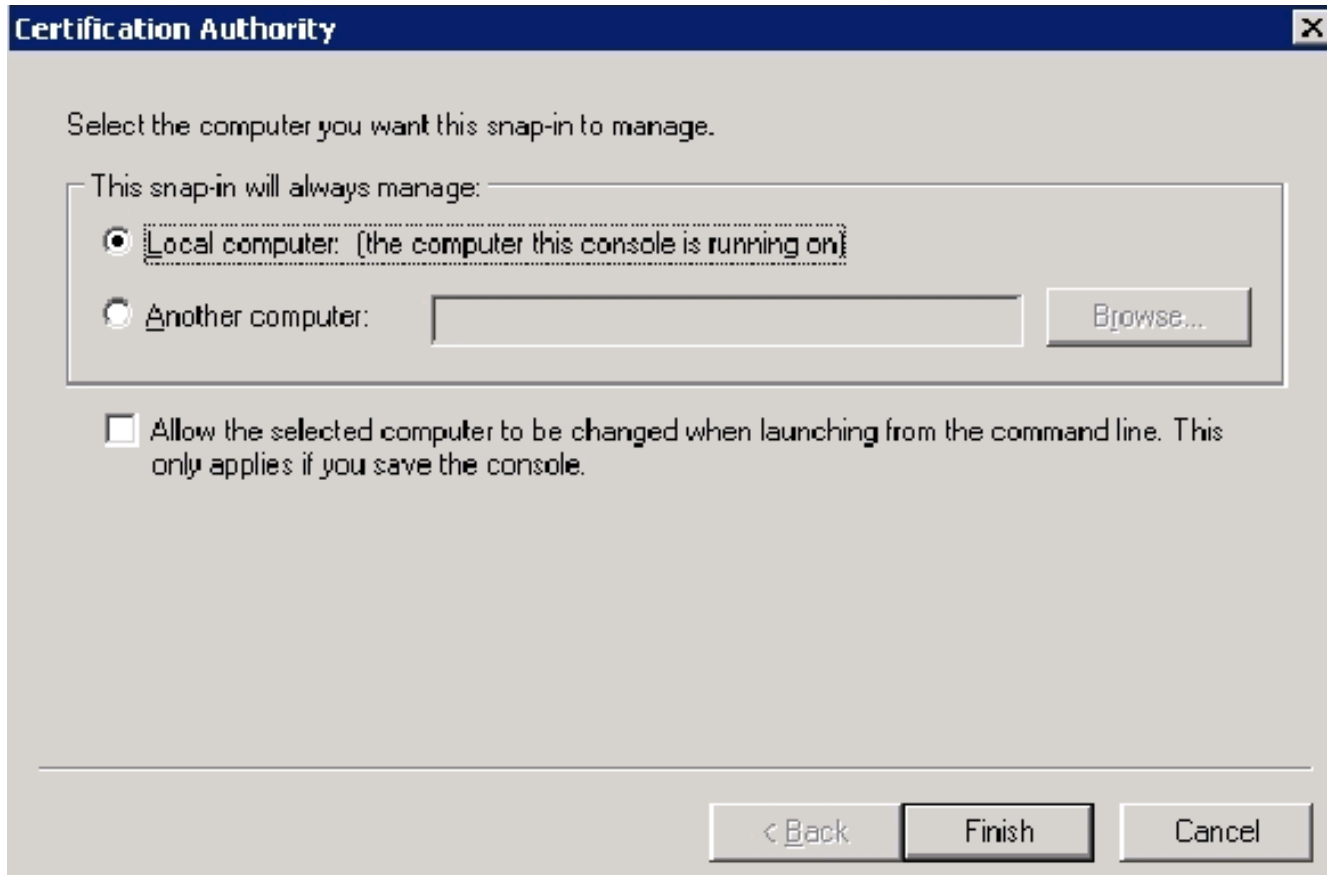 Certification Authority
Select the computer you want this snap-in to manage.
This snap-in will always manage:
Local computer: (the computer this console is running on)
Another computer:
Browse...
Allow the selected computer to be changed when launching from the command line. This
only applies if you save the console.
< Back
Finish
Cancel